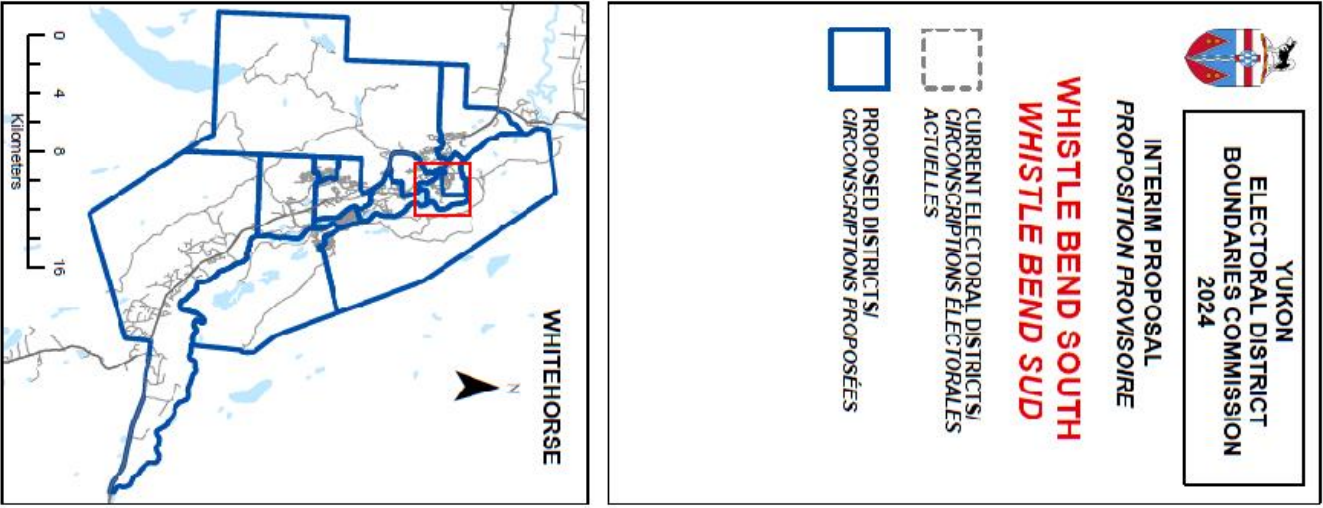 YUKON
ELECTORAL DISTRICT
BOUNDARIES COMMISSION
2024
INTERIM PROPOSAL
PROPOSITION PROVISOIRE
WHISTLE BEND SOUTH
WHISTLE BEND SUD
CURRENT ELECTORAL DISTRICTS/
CIRCONSCRIPTIONS ÉLECTORALES
ACTUELLES
PROPOSED DISTRICTS/
CIRCONSCRIPTIONS PROPOSÉES
WHITEHORSE
N
0 4 8 16
Kilometers